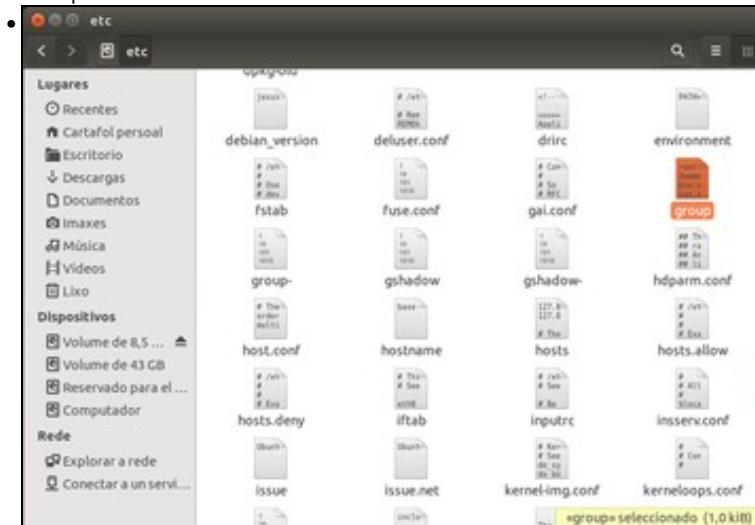 etc
etc
opkg-old
Lugares
Recentes
Cartafol persoal
Escritorio
Descargas
Documentos
Imaxes
Música
Vídeos
Lixo
Dispositivos
Volume de 8,5 ...
Volume de 43 GB
Reservado para el ...
Computador
Rede
Explorar a rede
Conectar a un servi...
debian_version deluser.conf drirc environment
fstab fuse.conf gai.conf group
group- gshadow gshadow- hdparm.conf
host.conf hostname hosts hosts.allow
hosts.deny iftab inputrc insserv.conf
issue issue.net kernel-img.conf kerneloops.conf
«group» seleccionado (1,0 kiB)